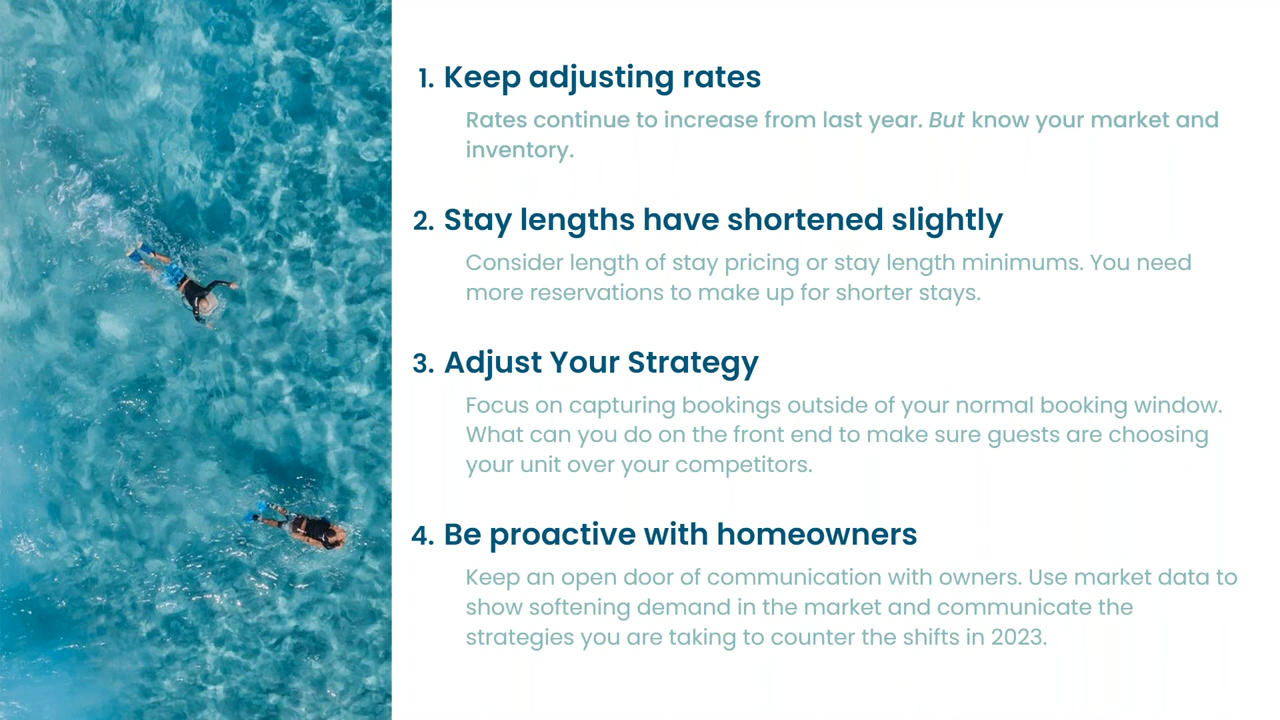 1. Keep adjusting rates
Rates continue to increase from last year. But know your market and
inventory.
2. Stay lengths have shortened slightly
Consider length of stay pricing or stay length minimums. You need
more reservations to make up for shorter stays.
3. Adjust Your Strategy
Focus on capturing bookings outside of your normal booking window.
What can you do on the front end to make sure guests are choosing
your unit over your competitors.
4. Be proactive with homeowners
Keep an open door of communication with owners. Use market data to
show softening demand in the market and communicate the
strategies you are taking to counter the shifts in 2023.